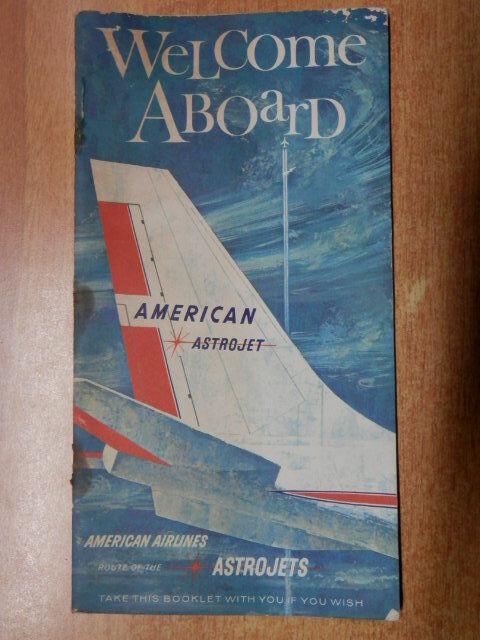 WeLCome
ABOarD
AMERICAN
ASTROJET
AMERICAN AIRLINES
ROUTE OF THE ASTROJETS
TAKE THIS BOOKLET WITH YOU IF YOU WISH